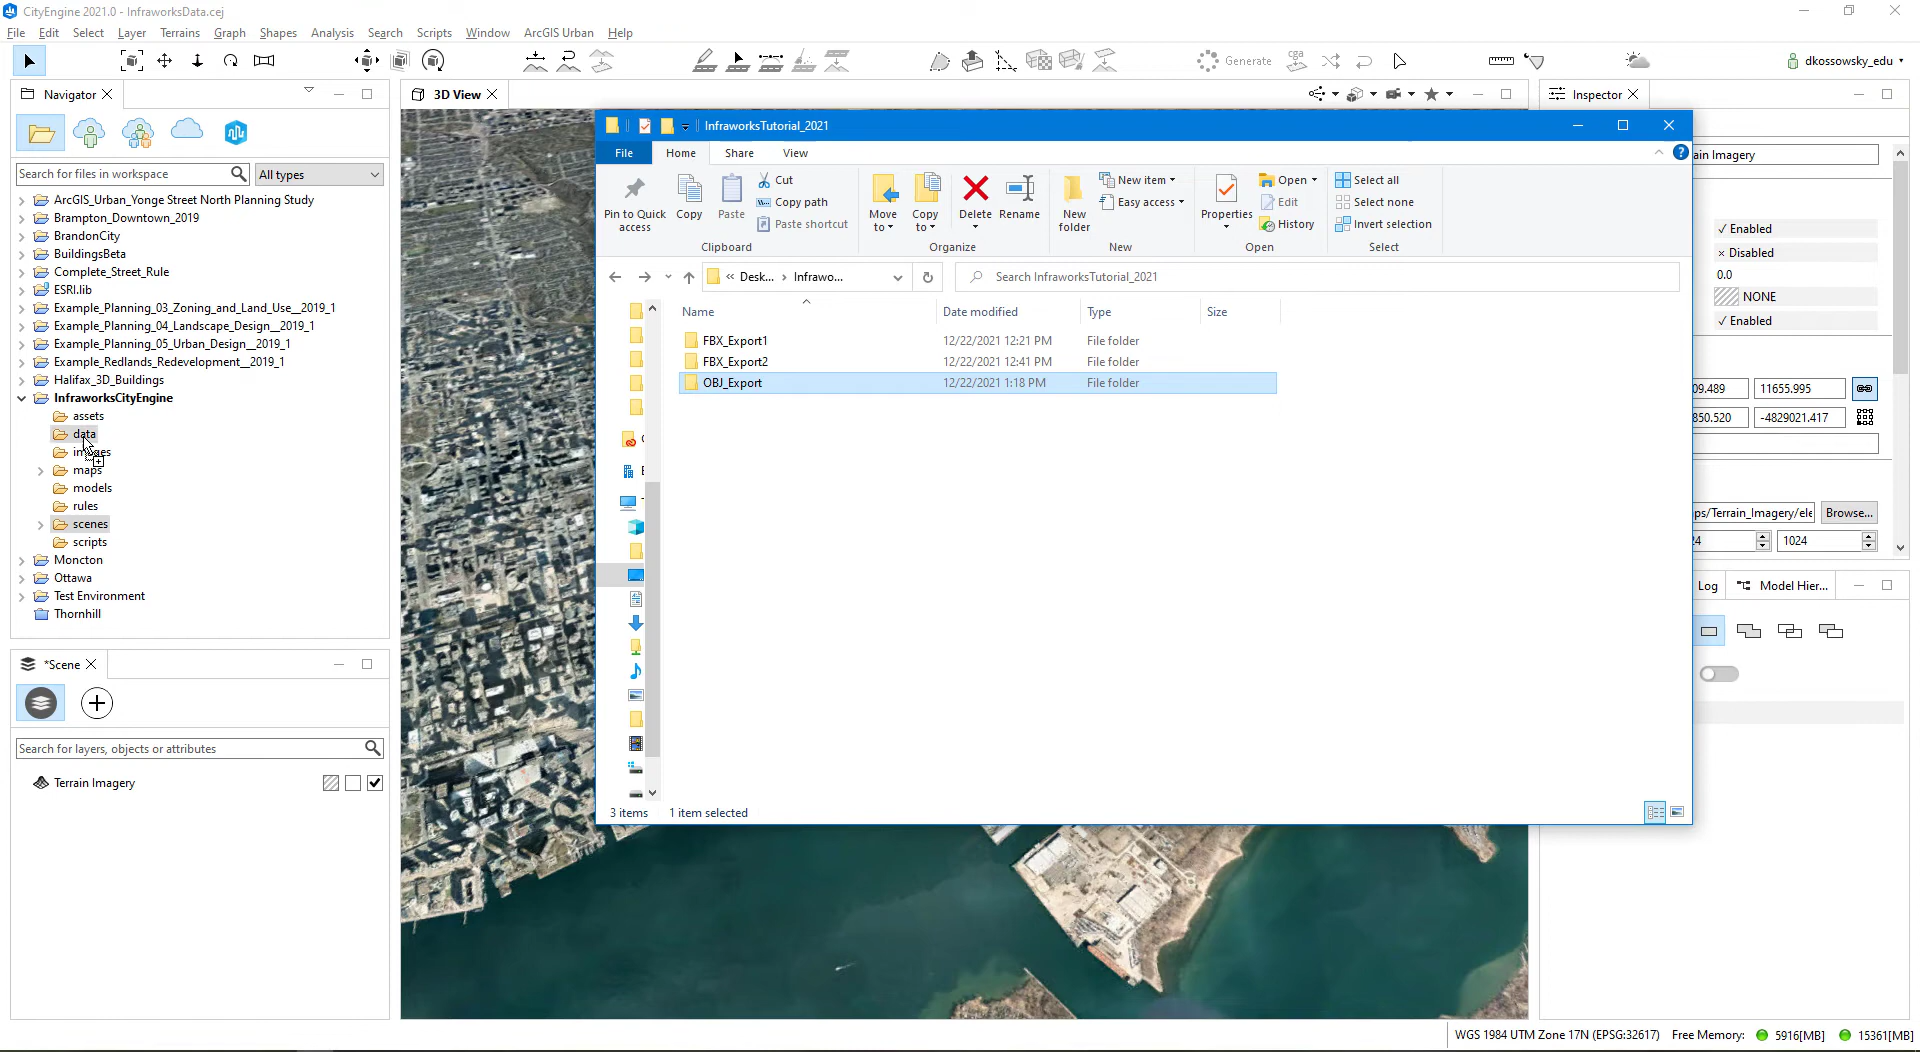 CityEngine 2021.0 - InfraworksData.cej
File Edit Select Layer Terrains Graph Shapes Analysis Search Scripts Window ArcGIS Urban Help
Generate cga
dkossowsky_edu
Navigator
Search for files in workspace All types
ArcGIS_Urban_Yonge Street North Planning Study
Brampton_Downtown_2019
BrandonCity
BuildingsBeta
Complete_Street_Rule
ESRI.lib
Example_Planning_03_Zoning_and_Land_Use__2019_1
Example_Planning_04_Landscape_Design__2019_1
Example_Planning_05_Urban_Design__2019_1
Example_Redlands_Redevelopment__2019_1
Halifax_3D_Buildings
InfraworksCityEngine
assets
data
images
maps
models
rules
scenes
scripts
Moncton
Ottawa
Test Environment
Thornhill
*Scene
Search for layers, objects or attributes
Terrain Imagery
3D View
InfraworksTutorial_2021
File Home Share View
Pin to Quick access
Copy
Paste
Cut
Copy path
Paste shortcut
Clipboard
Move to
Copy to
Delete
Rename
Organize
New folder
New item
Easy access
New
Properties
Open
Edit
History
Open
Select all
Select none
Invert selection
Select
« Desk... › Infrawo...
Search InfraworksTutorial_2021
Name Date modified Type Size
FBX_Export1 12/22/2021 12:21 PM File folder
FBX_Export2 12/22/2021 12:41 PM File folder
OBJ_Export 12/22/2021 1:18 PM File folder
3 items 1 item selected
Inspector
ain Imagery
Enabled
Disabled
0.0
NONE
Enabled
09.489 11655.995
850.520 -4829021.417
ps/Terrain_Imagery/ele Browse...
24 1024
Log Model Hier...
WGS 1984 UTM Zone 17N (EPSG:32617) Free Memory: 5916[MB] 15361[MB]